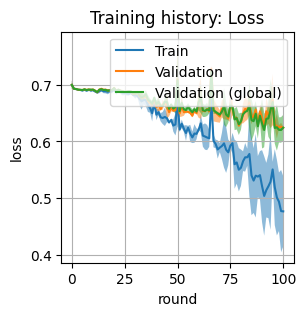 Training history: Loss
Train
Validation
Validation (global)
0.7
0.6
0.5
0.4
loss
0
25
50
75
100
round